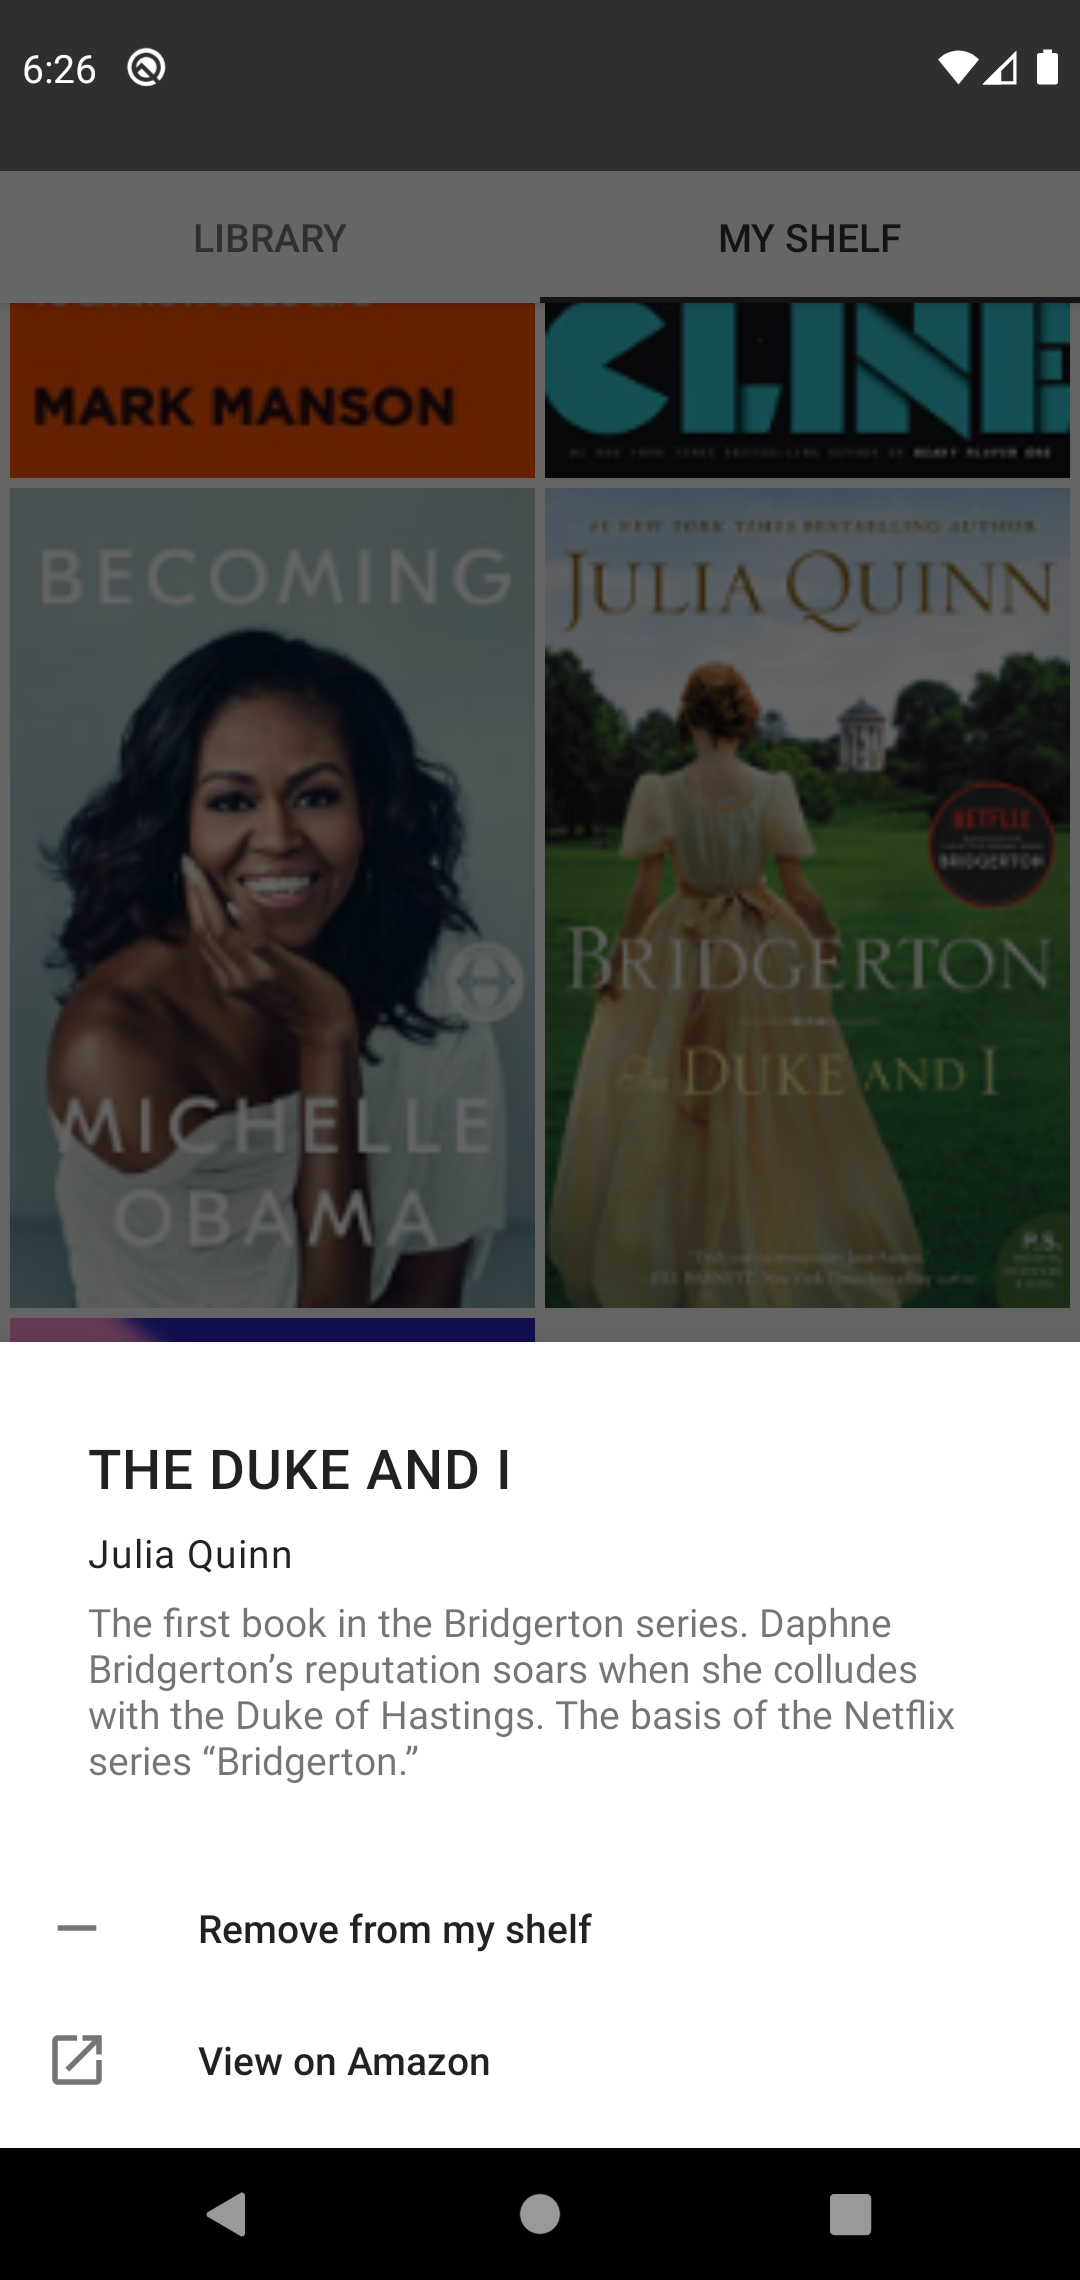 6:26
LIBRARY
MY SHELF
MARK MANSON
CLINE
BECOMING
MICHELLE
OBAMA
#1 NEW YORK TIMES BESTSELLING AUTHOR
JULIA QUINN
NETFLIX
BRIDGERTON
BRIDGERTON
The DUKE AND I
P.S.
THE DUKE AND I
Julia Quinn
The first book in the Bridgerton series. Daphne
Bridgerton’s reputation soars when she colludes
with the Duke of Hastings. The basis of the Netflix
series “Bridgerton.”
Remove from my shelf
View on Amazon